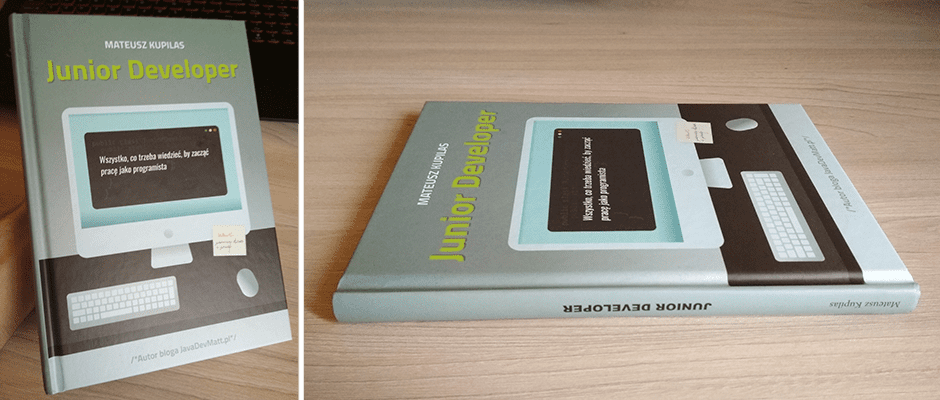 MATEUSZ KUPILAS
Junior Developer
Wszystko, co trzeba wiedzieć, by zacząć
pracę jako programista
/*Autor bloga JavaDevMatt.pl*/
MATEUSZ KUPILAS
Junior Developer
Wszystko, co trzeba wiedzieć, by zacząć
pracę jako programista
/*Autor bloga JavaDevMatt.pl*/
JUNIOR DEVELOPER
Mateusz Kupilas